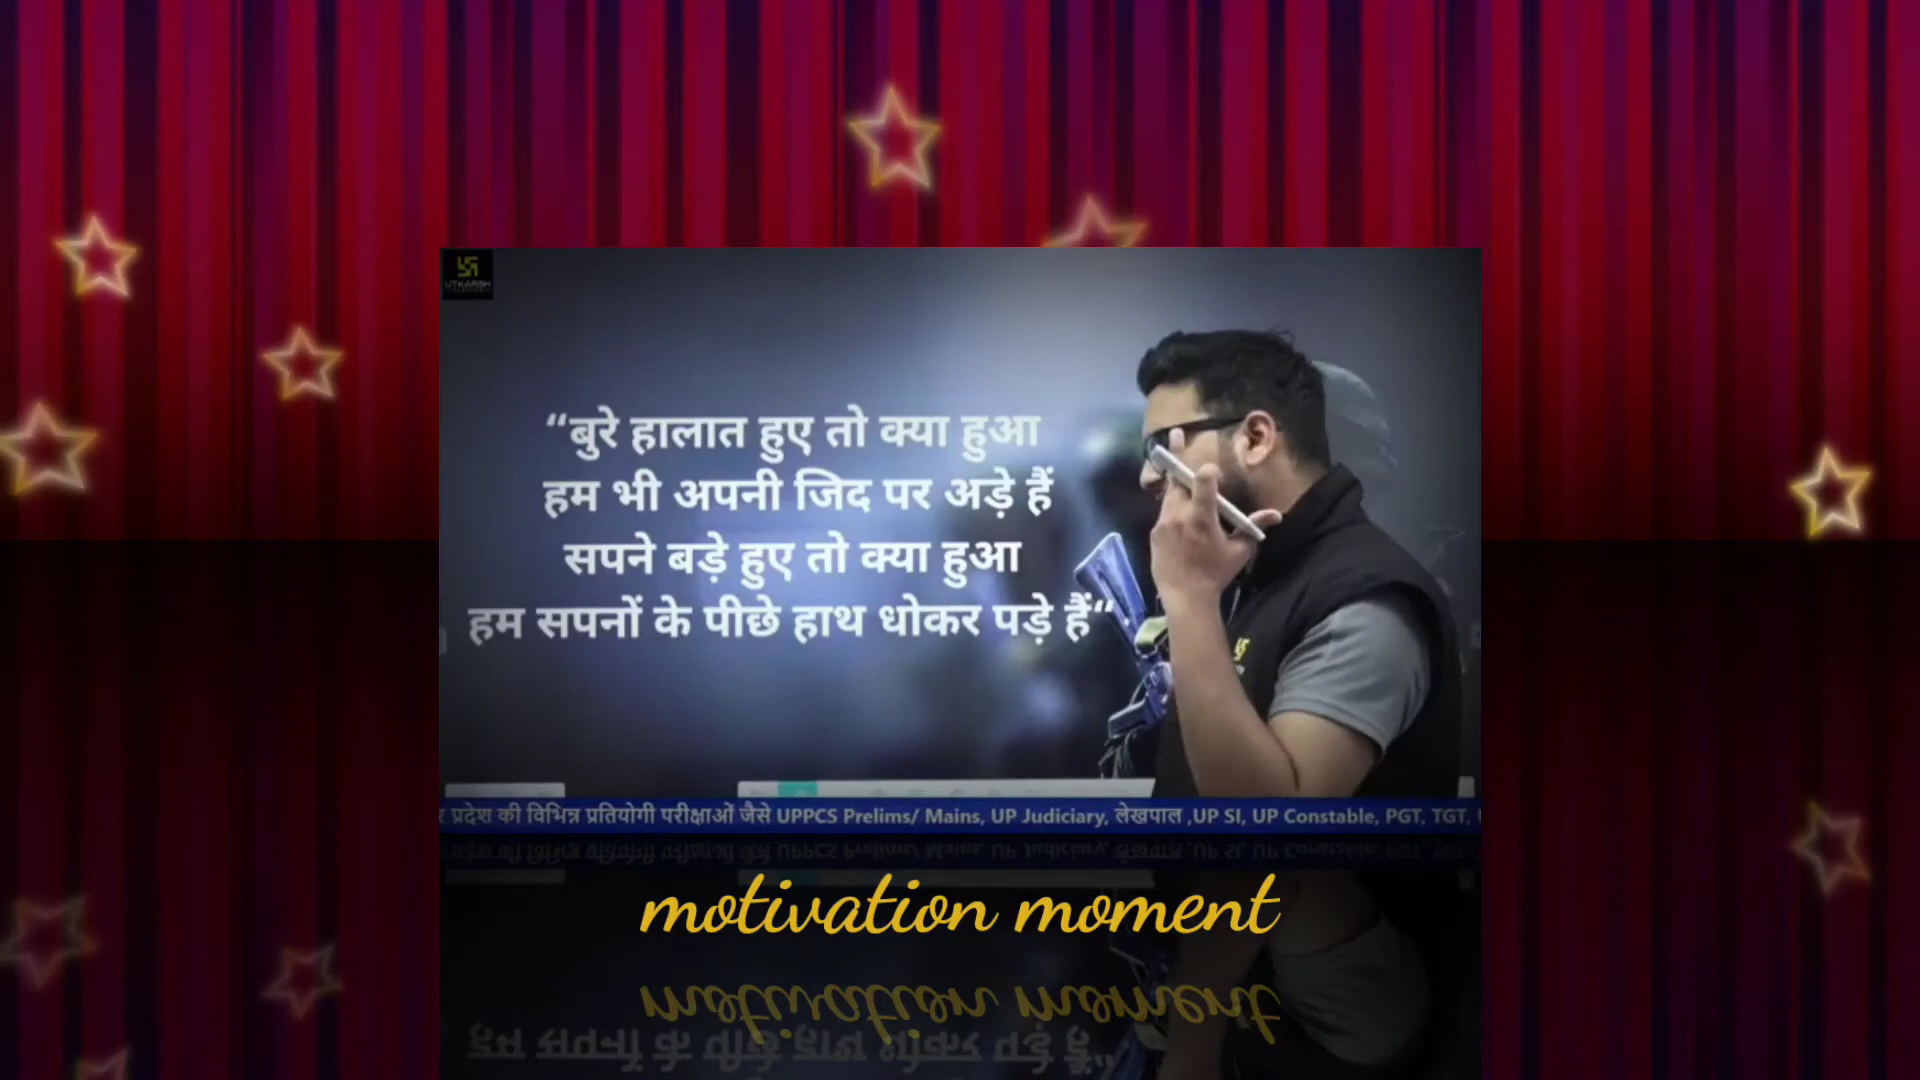 UTKARSH
“बुरे हालात हुए तो क्या हुआ
हम भी अपनी जिद पर अड़े हैं
सपने बड़े हुए तो क्या हुआ
हम सपनों के पीछे हाथ धोकर पड़े हैं“
प्रदेश की विभिन्न प्रतियोगी परीक्षाओं जैसे UPPCS Prelims/ Mains, UP Judiciary, लेखपाल ,UP SI, UP Constable, PGT, TGT,
motivation moment